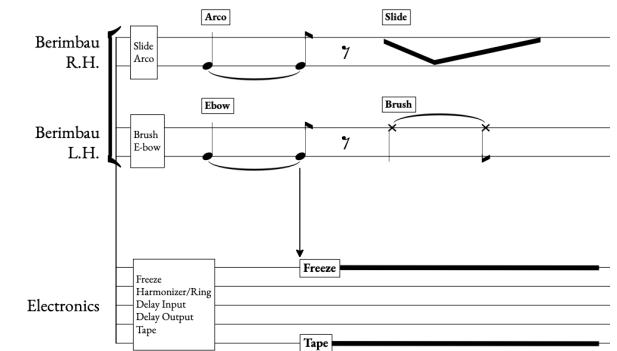 Arco
Slide
Berimbau
R.H.
Slide
Arco
Ebow
Brush
Berimbau
L.H.
Brush
E-bow
Freeze
Electronics
Freeze
Harmonizer/Ring
Delay Input
Delay Output
Tape
Tape